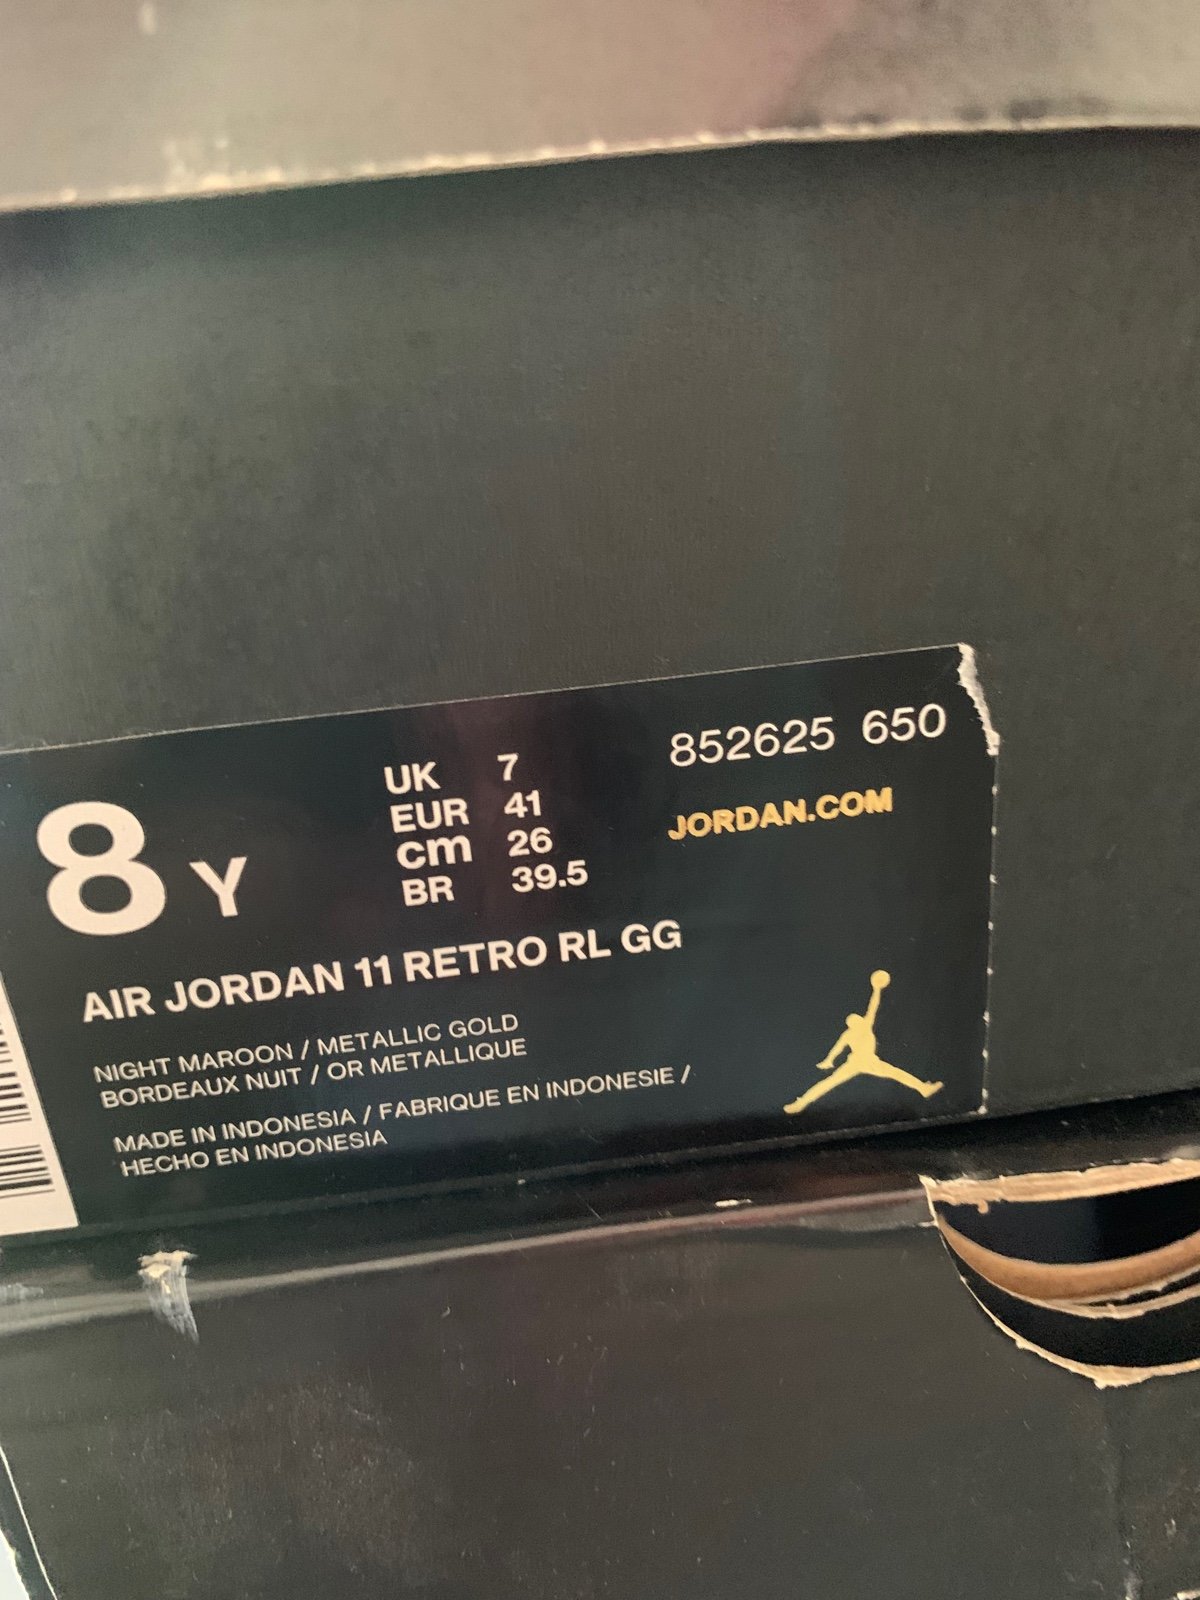 8 Y
UK 7
EUR 41
cm 26
BR 39.5
852625 650
JORDAN.COM
AIR JORDAN 11 RETRO RL GG
NIGHT MAROON / METALLIC GOLD
BORDEAUX NUIT / OR METALLIQUE
MADE IN INDONESIA / FABRIQUE EN INDONESIE /
HECHO EN INDONESIA